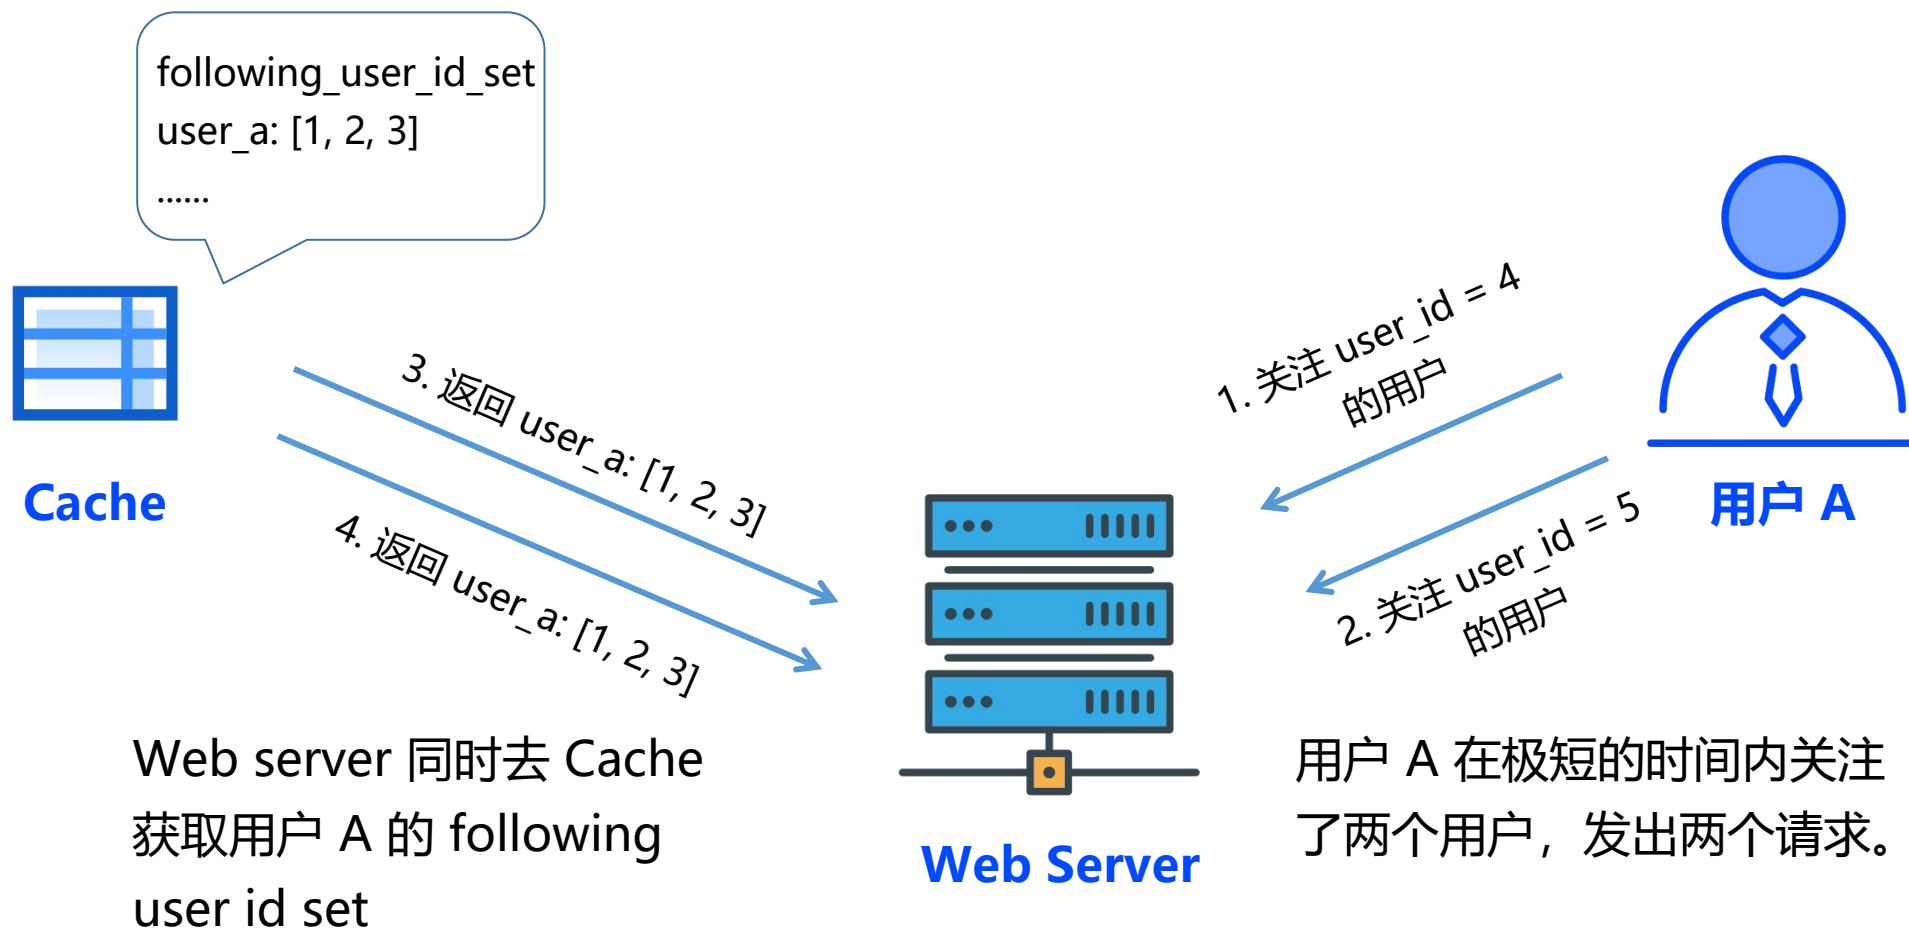 following_user_id_set
user_a: [1, 2, 3]
......
3. 返回 user_a: [1, 2, 3]
4. 返回 user_a: [1, 2, 3]
1. 关注 user_id = 4
的用户
2. 关注 user_id = 5
的用户
Cache
用户 A
Web server 同时去 Cache
获取用户 A 的 following
user id set
Web Server
用户 A 在极短的时间内关注
了两个用户，发出两个请求。